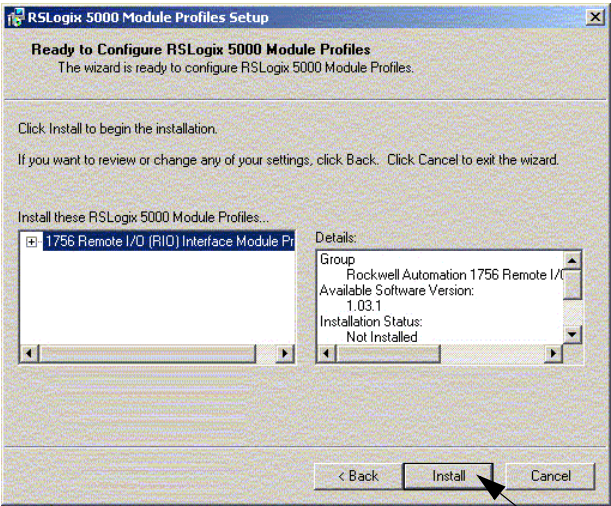 RSLogix 5000 Module Profiles Setup
Ready to Configure RSLogix 5000 Module Profiles
The wizard is ready to configure RSLogix 5000 Module Profiles.
Click Install to begin the installation.
If you want to review or change any of your settings, click Back.  Click Cancel to exit the wizard.
Install these RSLogix 5000 Module Profiles...
1756 Remote I/O (RIO) Interface Module Pr
Details:
Group
Rockwell Automation 1756 Remote I/O
Available Software Version:
1.03.1
Installation Status:
Not Installed
< Back
Install
Cancel